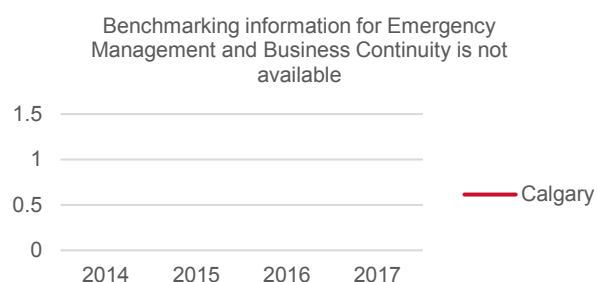 Benchmarking information for Emergency
Management and Business Continuity is not
available
1.5
1
0.5
0
2014 2015 2016 2017
Calgary